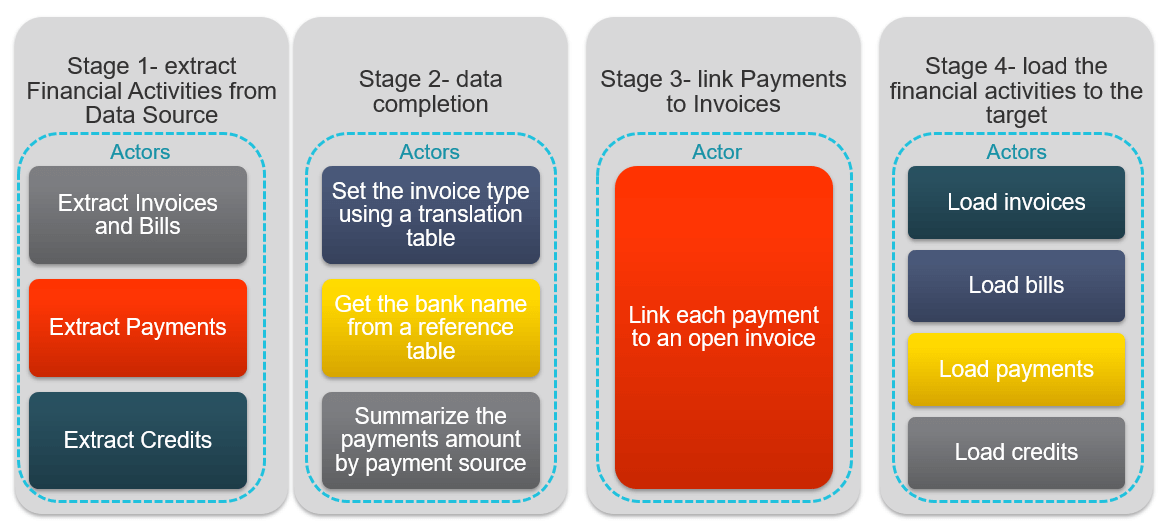 Stage 1- extract
Financial Activities from
Data Source
Actors
Extract Invoices
and Bills
Extract Payments
Extract Credits
Stage 2- data
completion
Actors
Set the invoice type
using a translation
table
Get the bank name
from a reference
table
Summarize the
payments amount
by payment source
Stage 3- link Payments
to Invoices
Actor
Link each payment
to an open invoice
Stage 4- load the
financial activities to the
target
Actors
Load invoices
Load bills
Load payments
Load credits